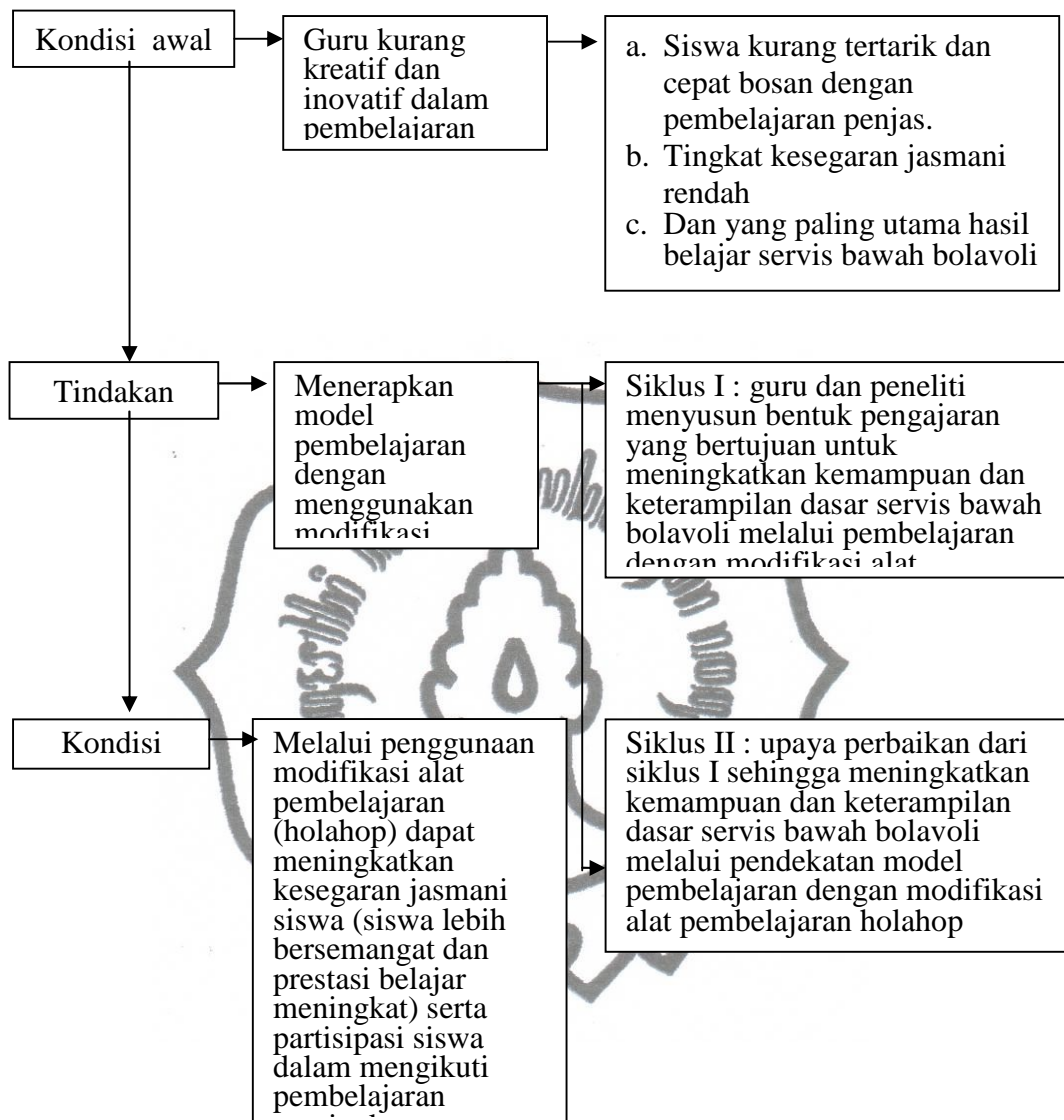 Kondisi awal
Guru kurang
kreatif dan
inovatif dalam
pembelajaran
a. Siswa kurang tertarik dan
cepat bosan dengan
pembelajaran penjas.
b. Tingkat kesegaran jasmani
rendah
c. Dan yang paling utama hasil
belajar servis bawah bolavoli
Tindakan
Menerapkan
model
pembelajaran
dengan
menggunakan
modifikasi
Siklus I : guru dan peneliti
menyusun bentuk pengajaran
yang bertujuan untuk
meningkatkan kemampuan dan
keterampilan dasar servis bawah
bolavoli melalui pembelajaran
dengan modifikasi alat
Kondisi
Melalui penggunaan
modifikasi alat
pembelajaran
(holahop) dapat
meningkatkan
kesegaran jasmani
siswa (siswa lebih
bersemangat dan
prestasi belajar
meningkat) serta
partisipasi siswa
dalam mengikuti
pembelajaran
Siklus II : upaya perbaikan dari
siklus I sehingga meningkatkan
kemampuan dan keterampilan
dasar servis bawah bolavoli
melalui pendekatan model
pembelajaran dengan modifikasi
alat pembelajaran holahop